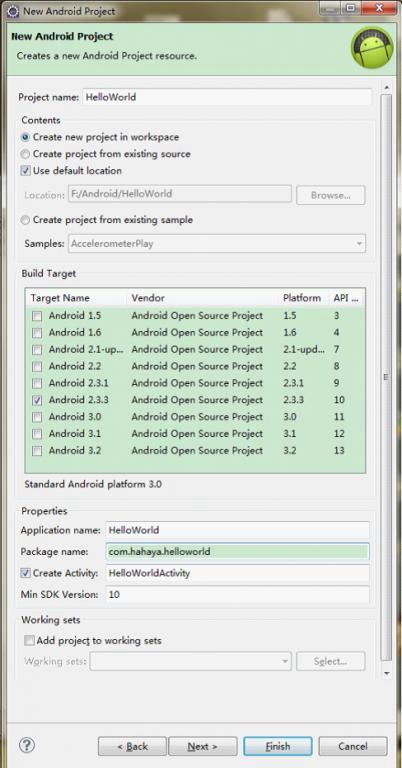 New Android Project
New Android Project
Creates a new Android Project resource.
Project name: HelloWorld
Contents
Create new project in workspace
Create project from existing source
Use default location
Location: F:/Android/HelloWorld Browse...
Create project from existing sample
Samples: AccelerometerPlay
Build Target
Target Name Vendor Platform API ...
Android 1.5 Android Open Source Project 1.5 3
Android 1.6 Android Open Source Project 1.6 4
Android 2.1-up... Android Open Source Project 2.1-upd... 7
Android 2.2 Android Open Source Project 2.2 8
Android 2.3.1 Android Open Source Project 2.3.1 9
Android 2.3.3 Android Open Source Project 2.3.3 10
Android 3.0 Android Open Source Project 3.0 11
Android 3.1 Android Open Source Project 3.1 12
Android 3.2 Android Open Source Project 3.2 13
Standard Android platform 3.0
Properties
Application name: HelloWorld
Package name: com.hahaya.helloworld
Create Activity: HelloWorldActivity
Min SDK Version: 10
Working sets
Add project to working sets
Working sets: Select...
? < Back Next > Finish Cancel